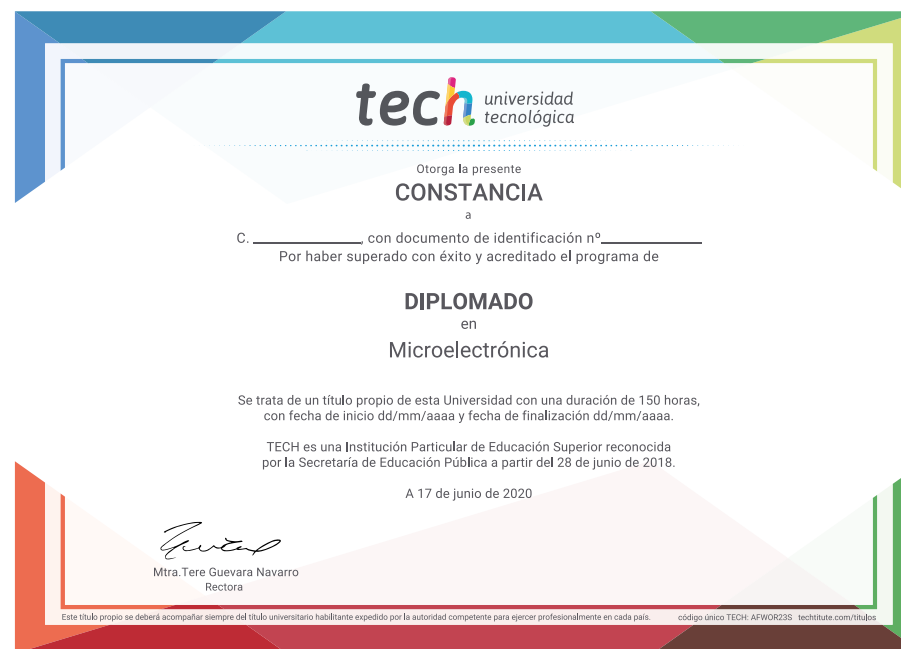 tech universidad
tecnológica
Otorga la presente
CONSTANCIA
a
C. ______________, con documento de identificación nº_____________
Por haber superado con éxito y acreditado el programa de
DIPLOMADO
en
Microelectrónica
Se trata de un título propio de esta Universidad con una duración de 150 horas,
con fecha de inicio dd/mm/aaaa y fecha de finalización dd/mm/aaaa.
TECH es una Institución Particular de Educación Superior reconocida
por la Secretaría de Educación Pública a partir del 28 de junio de 2018.
A 17 de junio de 2020
Mtra.Tere Guevara Navarro
Rectora
Este título propio se deberá acompañar siempre del título universitario habilitante expedido por la autoridad competente para ejercer profesionalmente en cada país. código único TECH: AFWOR23S techtitute.com/titulos